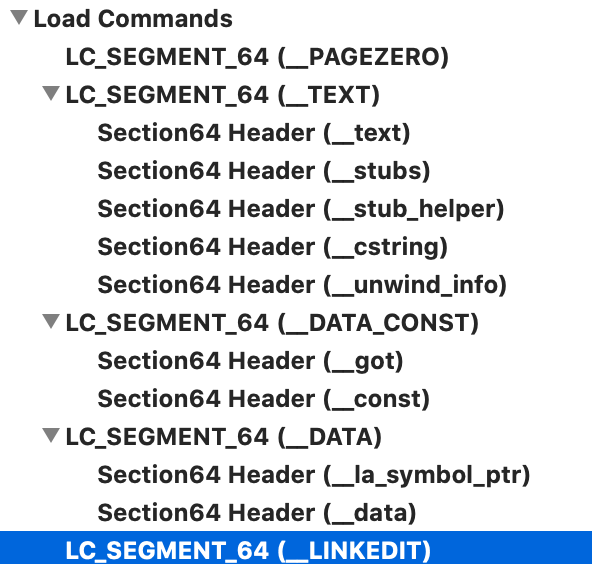 Load Commands
LC_SEGMENT_64 (__PAGEZERO)
LC_SEGMENT_64 (__TEXT)
Section64 Header (__text)
Section64 Header (__stubs)
Section64 Header (__stub_helper)
Section64 Header (__cstring)
Section64 Header (__unwind_info)
LC_SEGMENT_64 (__DATA_CONST)
Section64 Header (__got)
Section64 Header (__const)
LC_SEGMENT_64 (__DATA)
Section64 Header (__la_symbol_ptr)
Section64 Header (__data)
LC_SEGMENT_64 (__LINKEDIT)